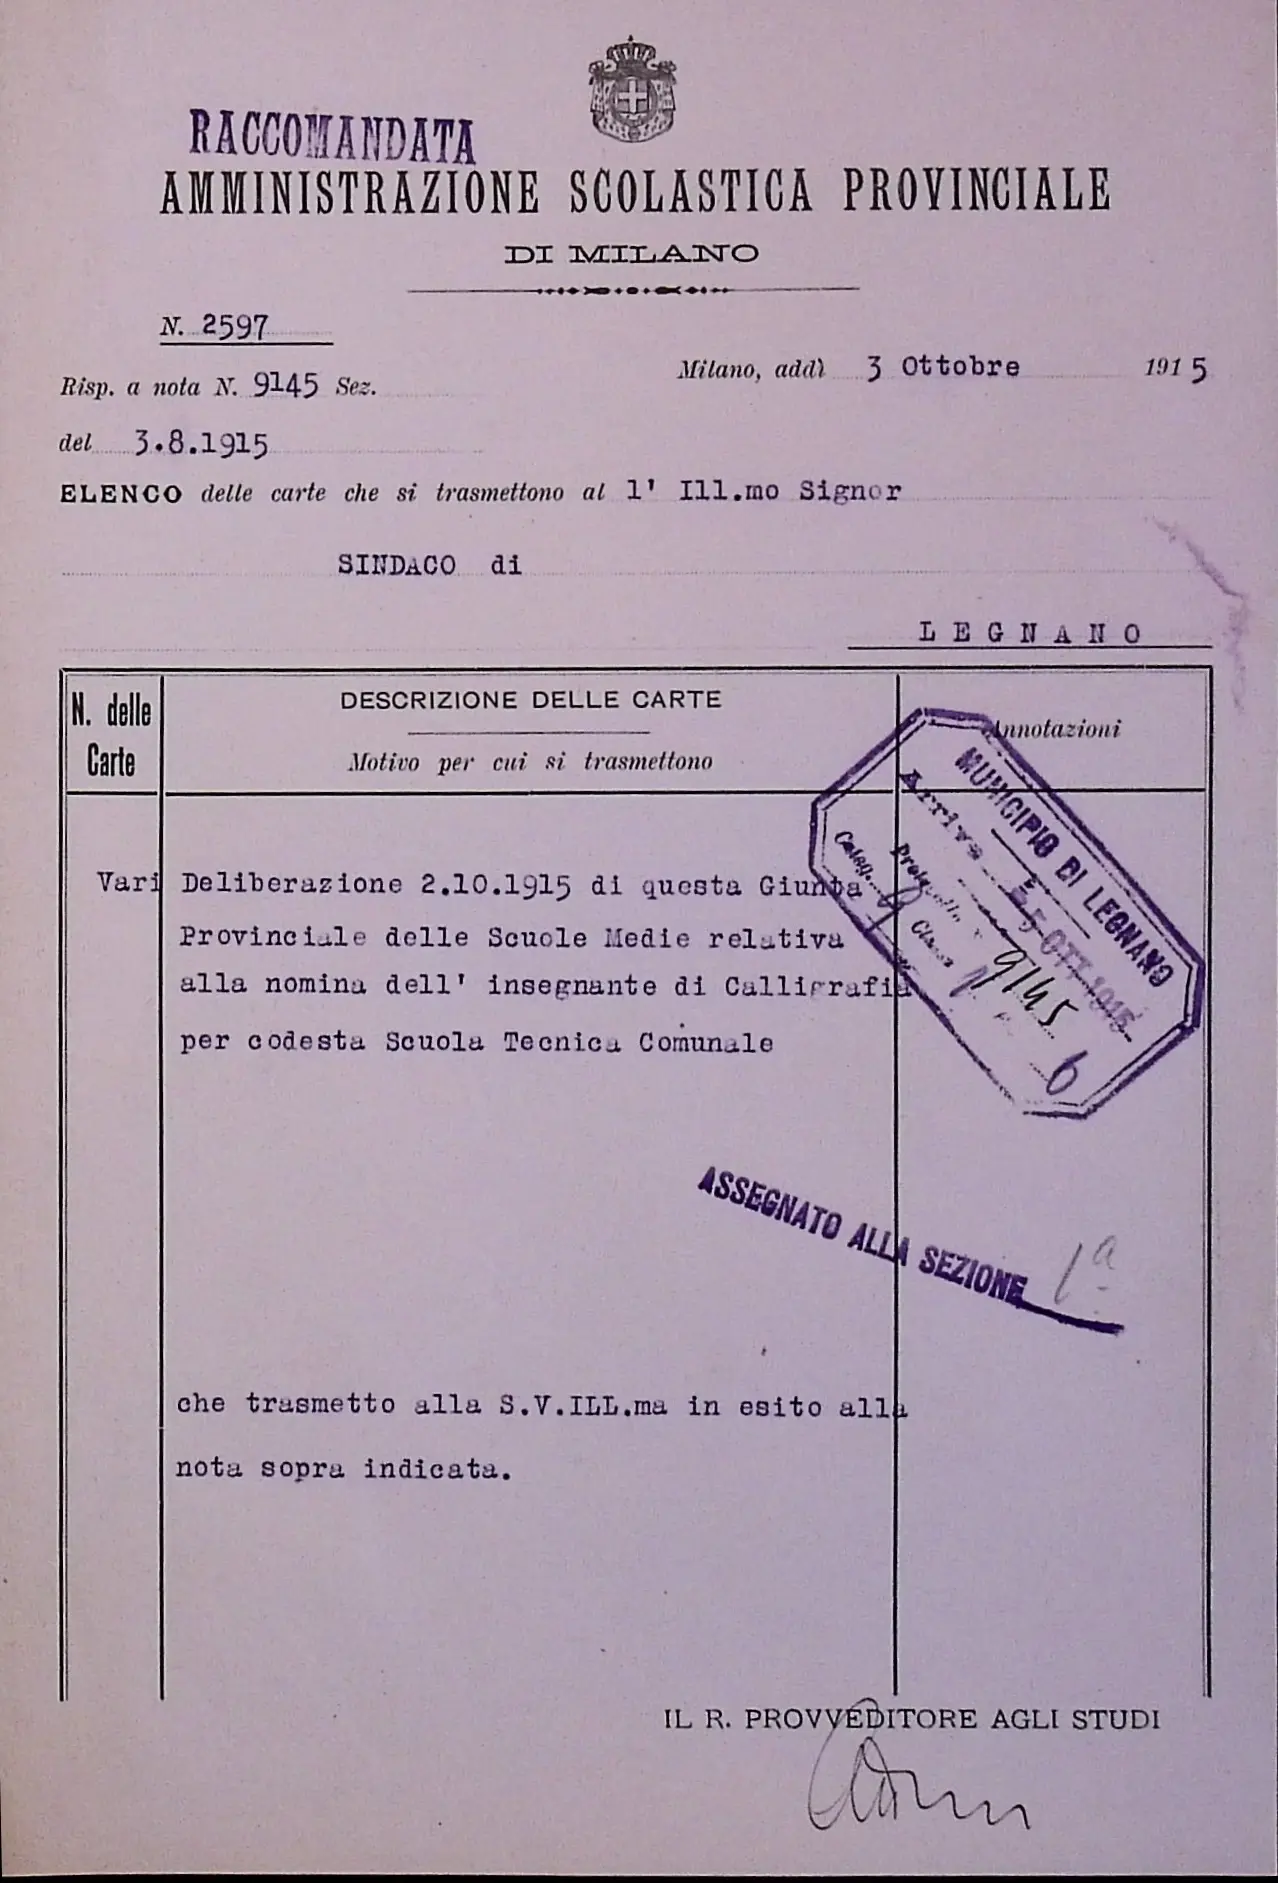 RACCOMANDATA
AMMINISTRAZIONE SCOLASTICA PROVINCIALE
DI MILANO
N. 2597
Milano, addì 3 Ottobre 1915
Risp. a nota N. 9145 Sez.
del 3.8.1915
ELENCO delle carte che si trasmettono al l' Ill.mo Signor
SINDACO di
LEGNANO
N. delle Carte
DESCRIZIONE DELLE CARTE
Motivo per cui si trasmettono
Annotazioni
MUNICIPIO DI LEGNANO
Arrivo 5 OTT. 1915
9145
6
Vari Deliberazione 2.10.1915 di questa Giunta
Provinciale delle Scuole Medie relativa
alla nomina dell' insegnante di Calligrafia
per codesta Scuola Tecnica Comunale
ASSEGNATO ALLA SEZIONE 1a
che trasmetto alla S.V.ILL.ma in esito alla
nota sopra indicata.
IL R. PROVVEDITORE AGLI STUDI